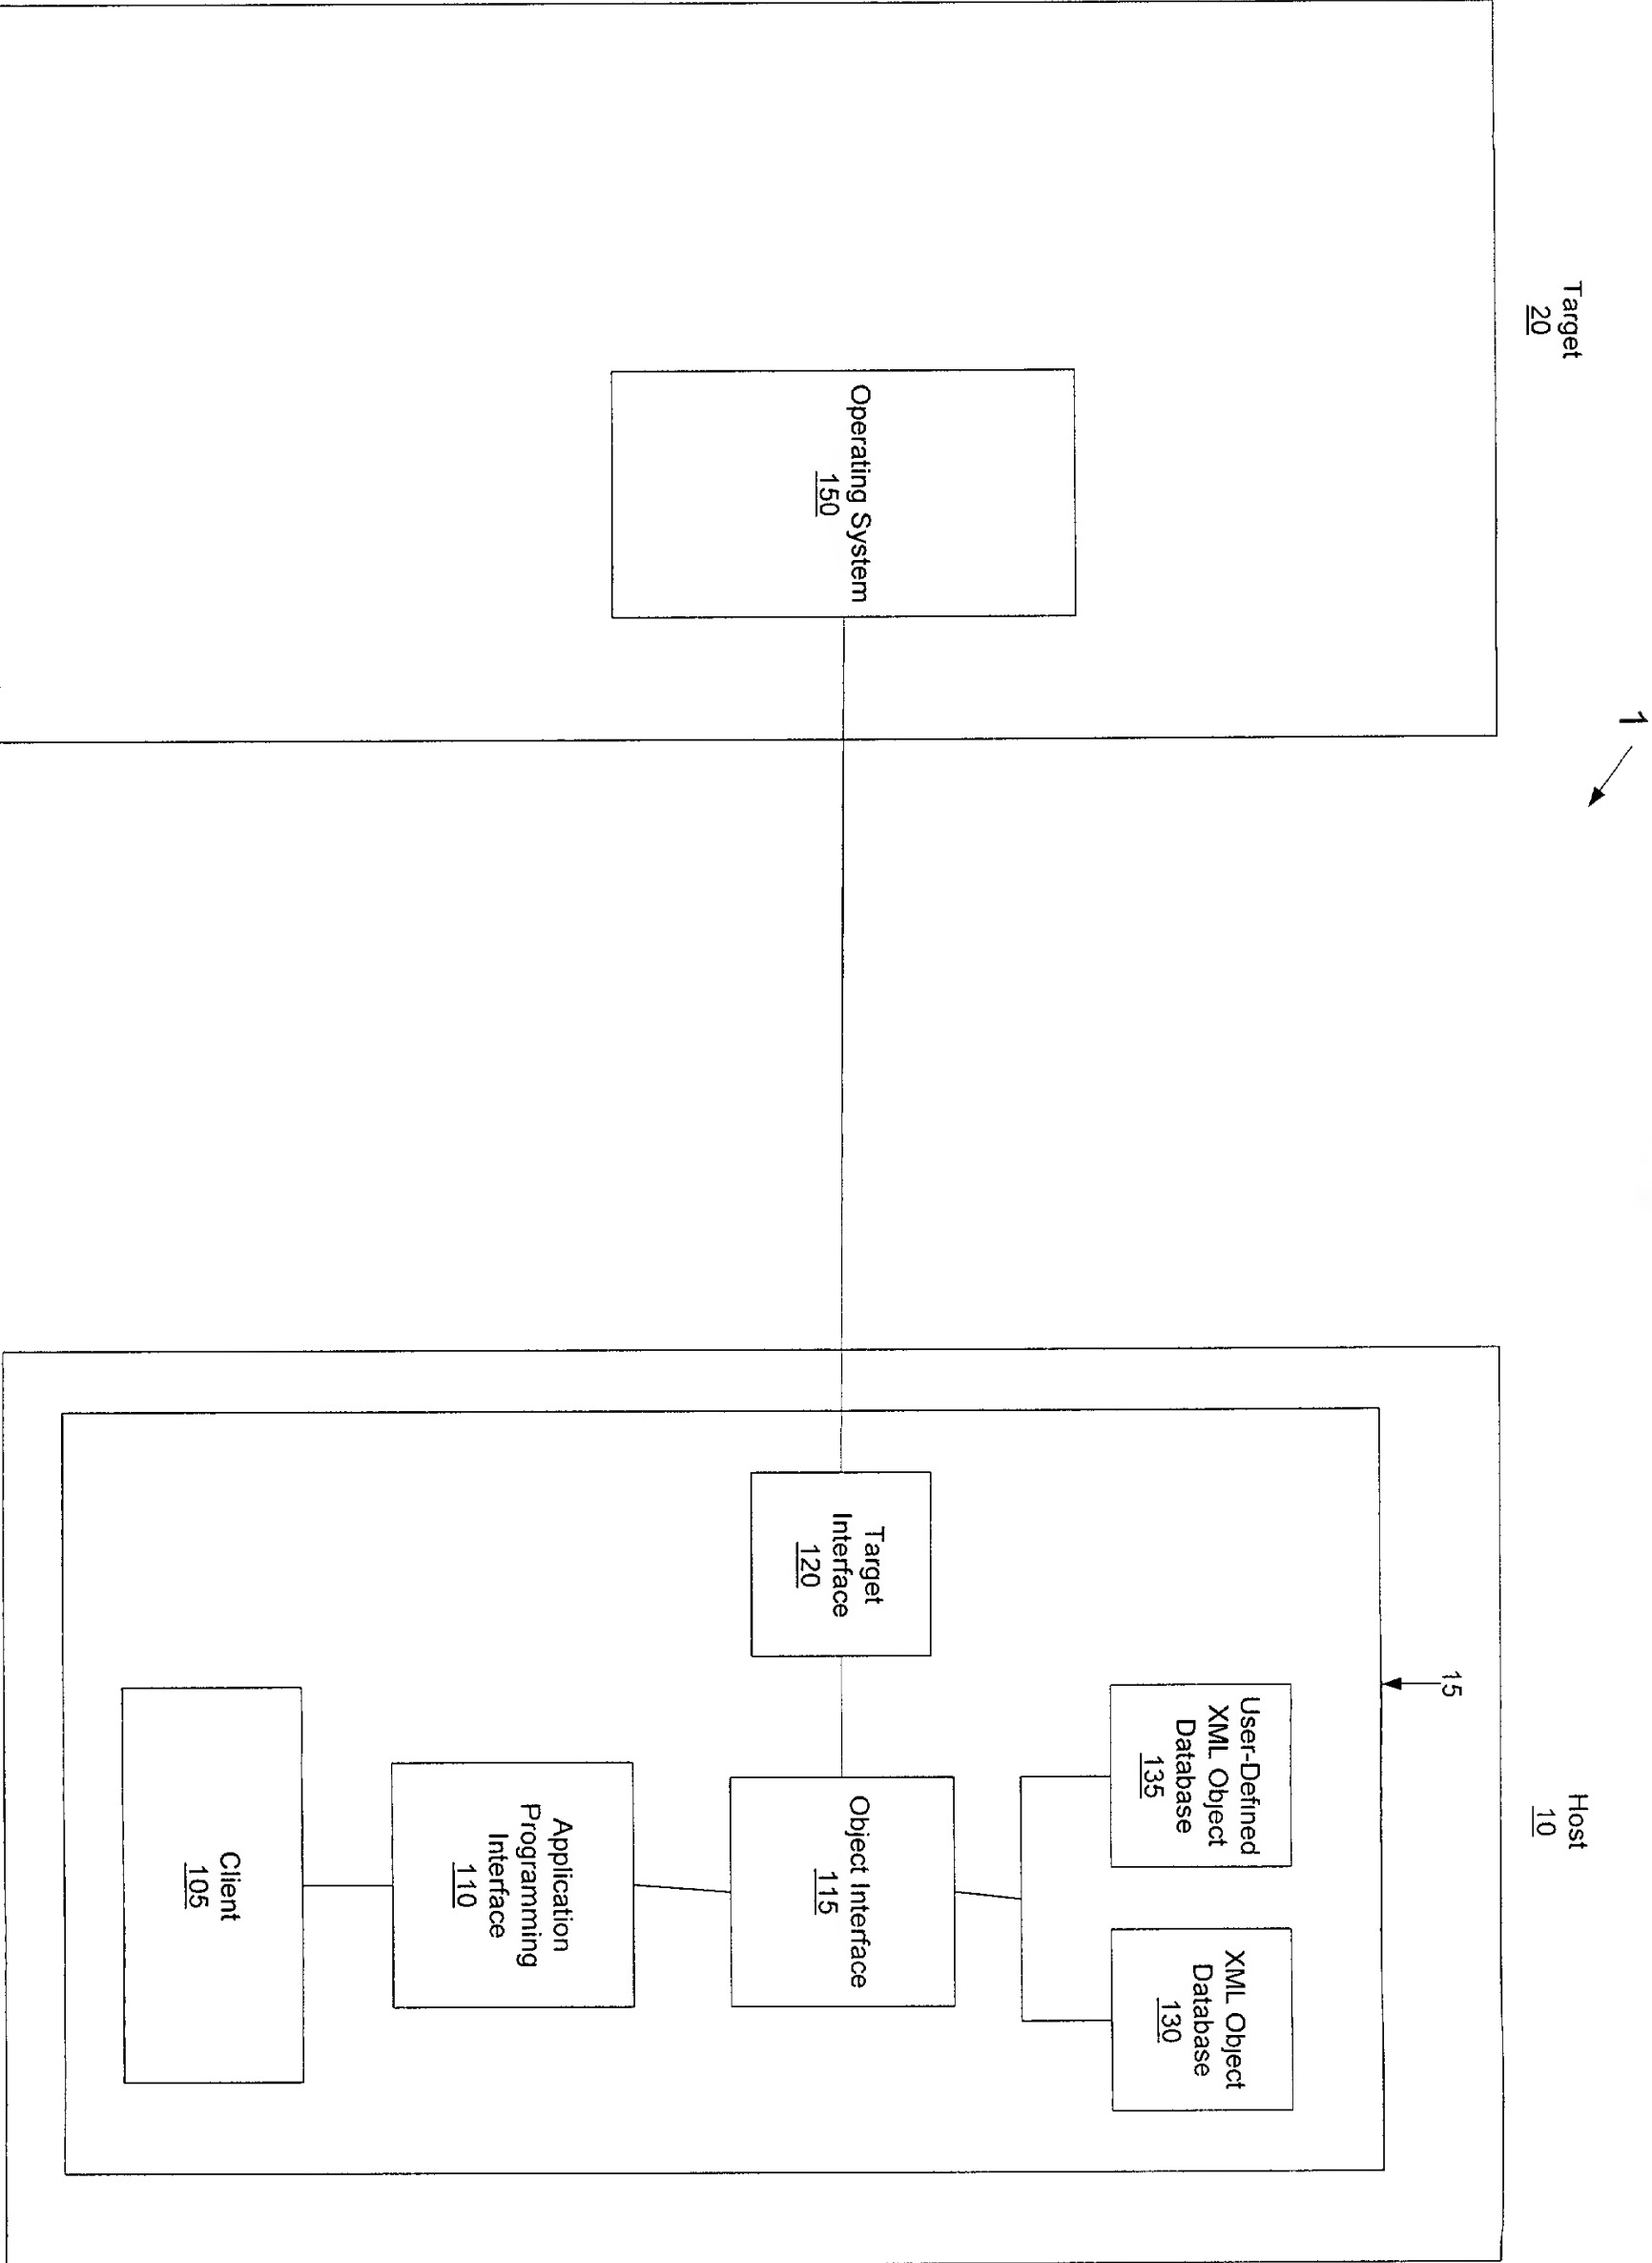 1
Target
20
Host
10
15
Operating System
150
Target
Interface
120
User-Defined
XML Object
Database
135
XML Object
Database
130
Object Interface
115
Application
Programming
Interface
110
Client
105